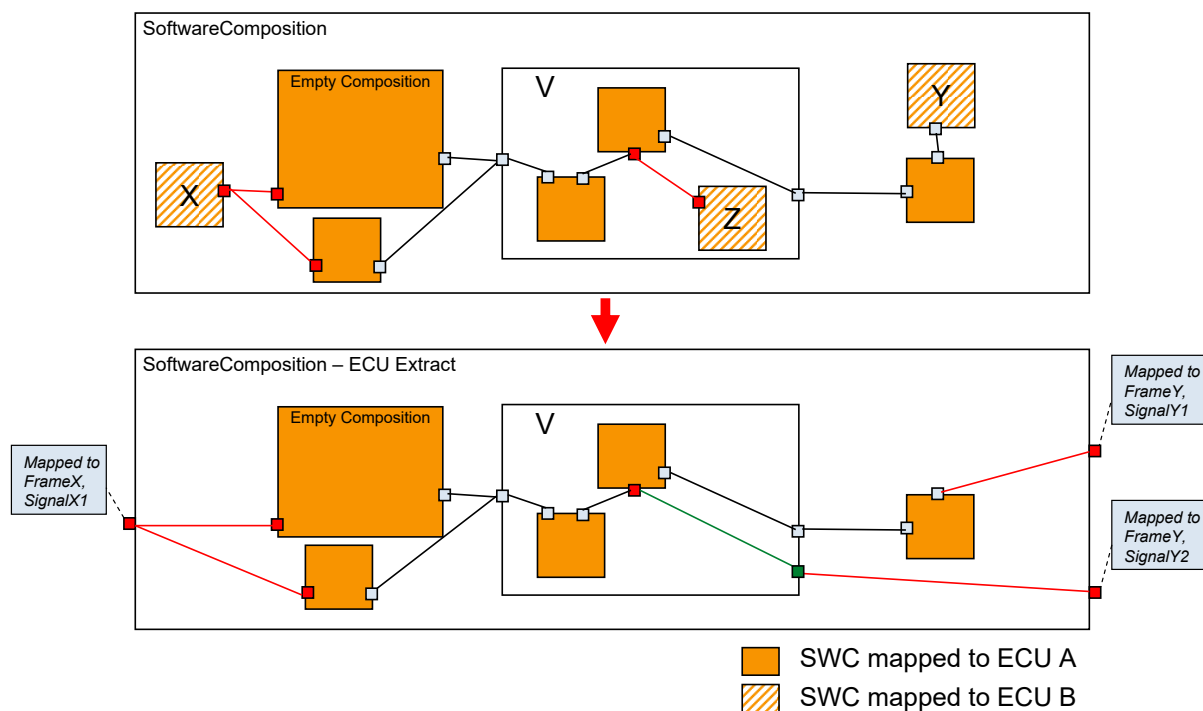 SoftwareComposition
Empty Composition
V
Y
X
Z
SoftwareComposition – ECU Extract
Mapped to
FrameY,
SignalY1
Empty Composition
V
Mapped to
FrameX,
SignalX1
Mapped to
FrameY,
SignalY2
SWC mapped to ECU A
SWC mapped to ECU B